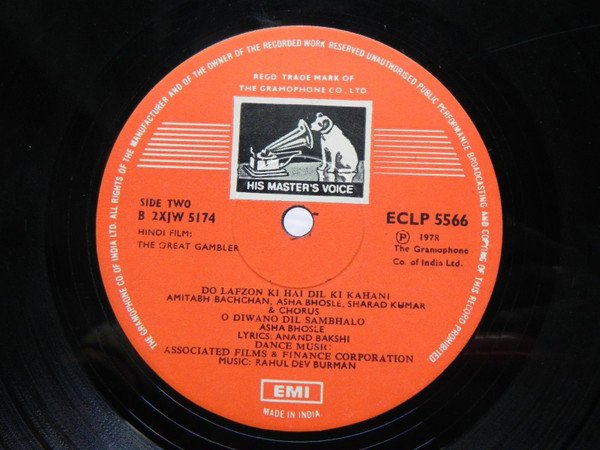 THE GRAMOPHONE CO. OF INDIA LTD. ALL RIGHTS OF THE MANUFACTURER AND OF THE OWNER OF THE RECORDED WORK RESERVED UNAUTHORISED PUBLIC PERFORMANCE BROADCASTING AND COPYING OF THIS RECORD PROHIBITED
REGD. TRADE MARK OF
THE GRAMOPHONE CO., LTD.
HIS MASTER'S VOICE
SIDE TWO
B 2XJW 5174
HINDI FILM:
THE GREAT GAMBLER
ECLP 5566
Ⓟ 1978
The Gramophone
Co. of India Ltd.
DO LAFZON KI HAI DIL KI KAHANI
AMITABH BACHCHAN, ASHA BHOSLE, SHARAD KUMAR
& CHORUS
O DIWANO DIL SAMBHALO
ASHA BHOSLE
LYRICS: ANAND BAKSHI
DANCE MUSIC:
ASSOCIATED FILMS & FINANCE CORPORATION
MUSIC: RAHUL DEV BURMAN
EMI
MADE IN INDIA